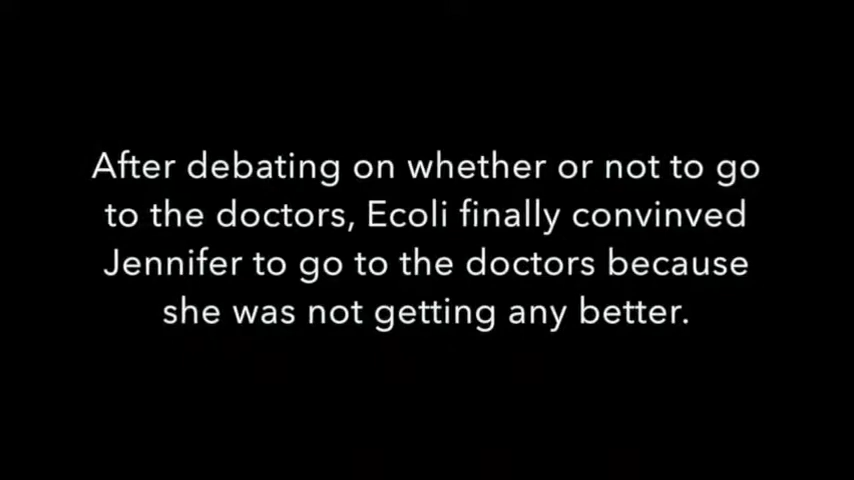 After debating on whether or not to go
to the doctors, Ecoli finally convinved
Jennifer to go to the doctors because
she was not getting any better.